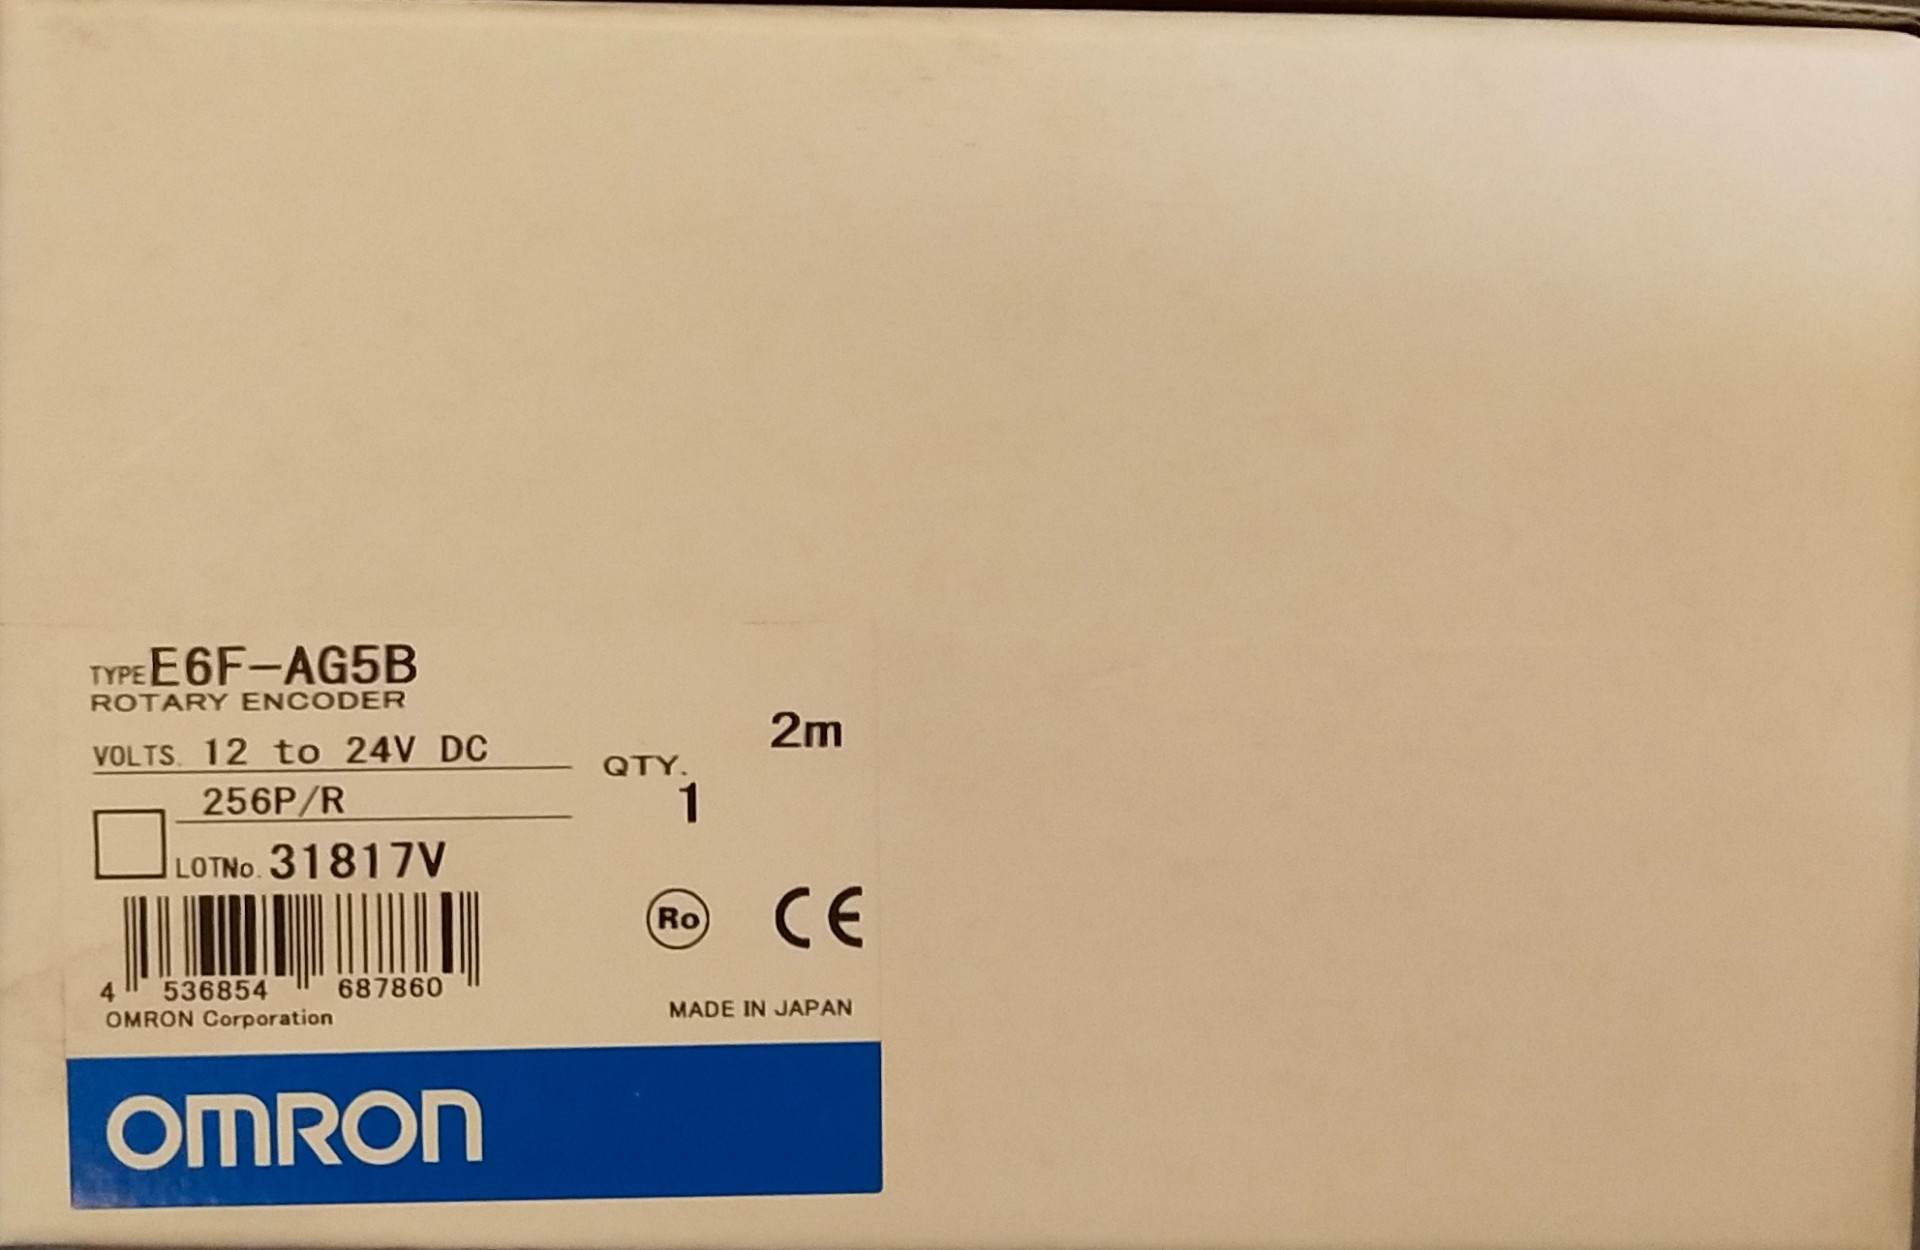 TYPE E6F-AG5B
ROTARY ENCODER
2m
VOLTS. 12 to 24V DC
QTY.
1
256P/R
LOTNo. 31817V
Ro CE
4 536854 687860
OMRON Corporation
MADE IN JAPAN
OMRON